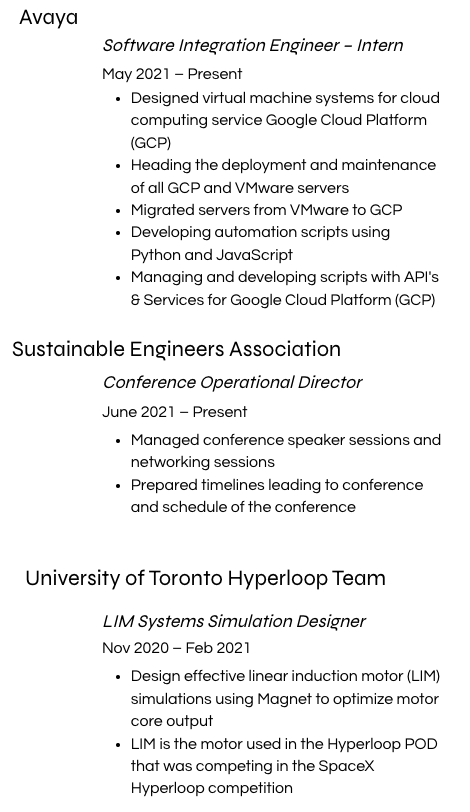 Avaya
Software Integration Engineer – Intern
May 2021 – Present
• Designed virtual machine systems for cloud
computing service Google Cloud Platform
(GCP)
• Heading the deployment and maintenance
of all GCP and VMware servers
• Migrated servers from VMware to GCP
• Developing automation scripts using
Python and JavaScript
• Managing and developing scripts with API's
& Services for Google Cloud Platform (GCP)
Sustainable Engineers Association
Conference Operational Director
June 2021 – Present
• Managed conference speaker sessions and
networking sessions
• Prepared timelines leading to conference
and schedule of the conference
University of Toronto Hyperloop Team
LIM Systems Simulation Designer
Nov 2020 – Feb 2021
• Design effective linear induction motor (LIM)
simulations using Magnet to optimize motor
core output
• LIM is the motor used in the Hyperloop POD
that was competing in the SpaceX
Hyperloop competition